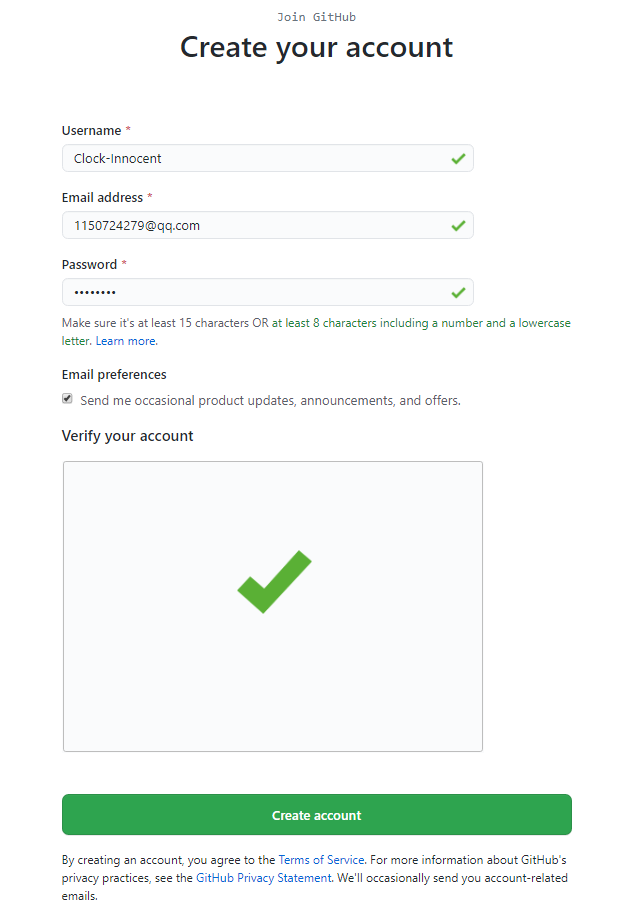 Join GitHub
Create your account
Username *
Clock-Innocent
Email address *
1150724279@qq.com
Password *
••••••••
Make sure it's at least 15 characters OR at least 8 characters including a number and a lowercase
letter. Learn more.
Email preferences
Send me occasional product updates, announcements, and offers.
Verify your account
Create account
By creating an account, you agree to the Terms of Service. For more information about GitHub's
privacy practices, see the GitHub Privacy Statement. We'll occasionally send you account-related
emails.